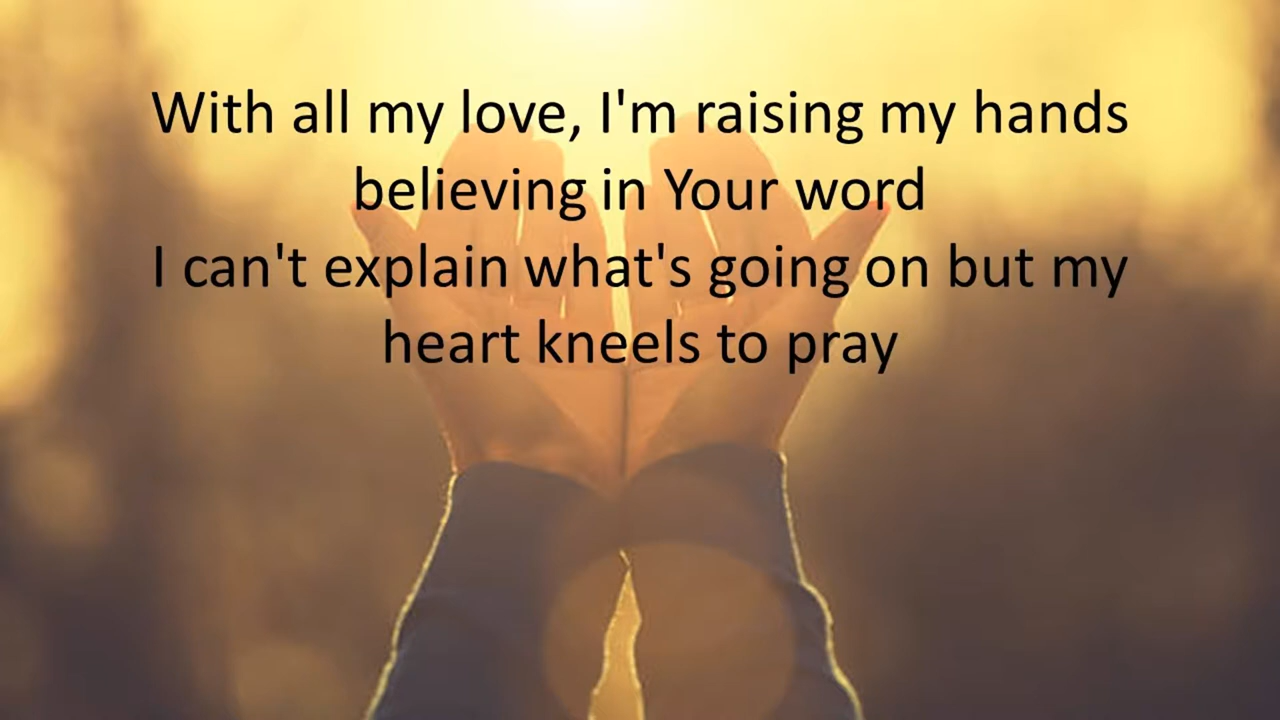 With all my love, I'm raising my hands
believing in Your word
I can't explain what's going on but my
heart kneels to pray